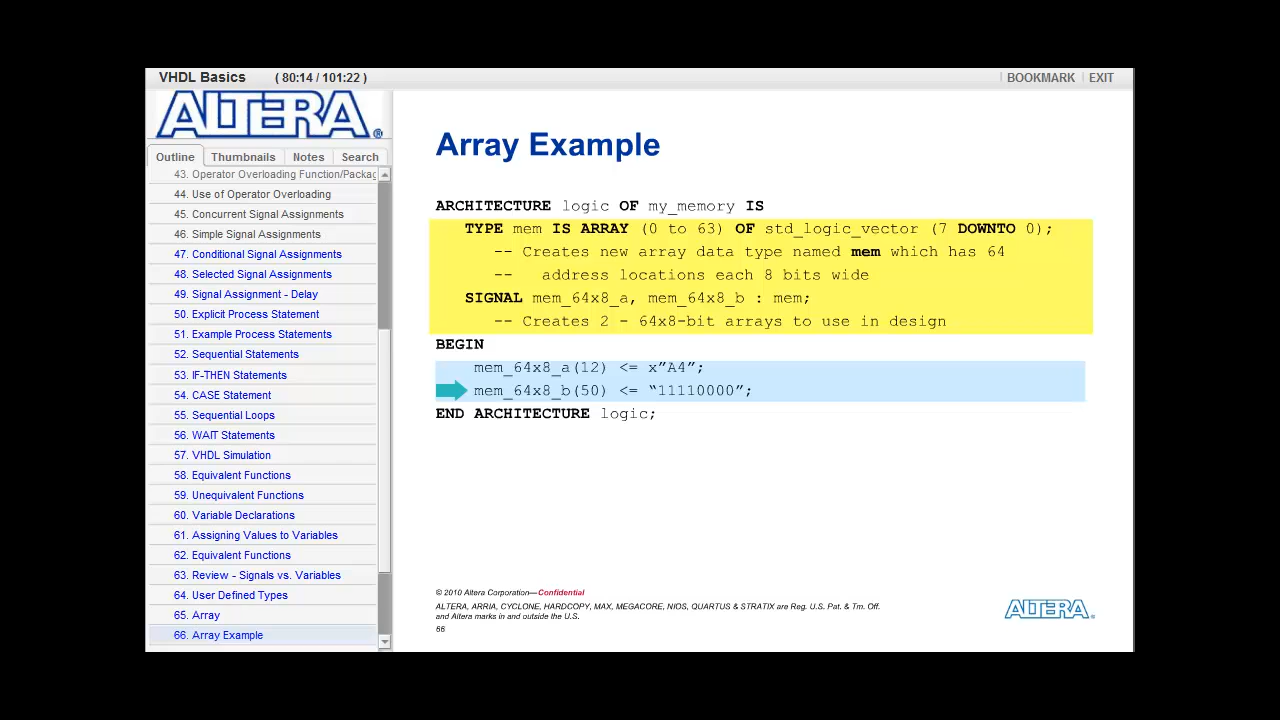 VHDL Basics ( 80:14 / 101:22 )
BOOKMARK EXIT
ALTERA®
Outline Thumbnails Notes Search
43. Operator Overloading Function/Packag
44. Use of Operator Overloading
45. Concurrent Signal Assignments
46. Simple Signal Assignments
47. Conditional Signal Assignments
48. Selected Signal Assignments
49. Signal Assignment - Delay
50. Explicit Process Statement
51. Example Process Statements
52. Sequential Statements
53. IF-THEN Statements
54. CASE Statement
55. Sequential Loops
56. WAIT Statements
57. VHDL Simulation
58. Equivalent Functions
59. Unequivalent Functions
60. Variable Declarations
61. Assigning Values to Variables
62. Equivalent Functions
63. Review - Signals vs. Variables
64. User Defined Types
65. Array
66. Array Example
Array Example
ARCHITECTURE logic OF my_memory IS
TYPE mem IS ARRAY (0 to 63) OF std_logic_vector (7 DOWNTO 0);
-- Creates new array data type named mem which has 64
-- address locations each 8 bits wide
SIGNAL mem_64x8_a, mem_64x8_b : mem;
-- Creates 2 - 64x8-bit arrays to use in design
BEGIN
mem_64x8_a(12) <= x”A4”;
mem_64x8_b(50) <= “11110000”;
END ARCHITECTURE logic;
© 2010 Altera Corporation—Confidential
ALTERA, ARRIA, CYCLONE, HARDCOPY, MAX, MEGACORE, NIOS, QUARTUS & STRATIX are Reg. U.S. Pat. & Tm. Off.
and Altera marks in and outside the U.S.
66
ALTERA®